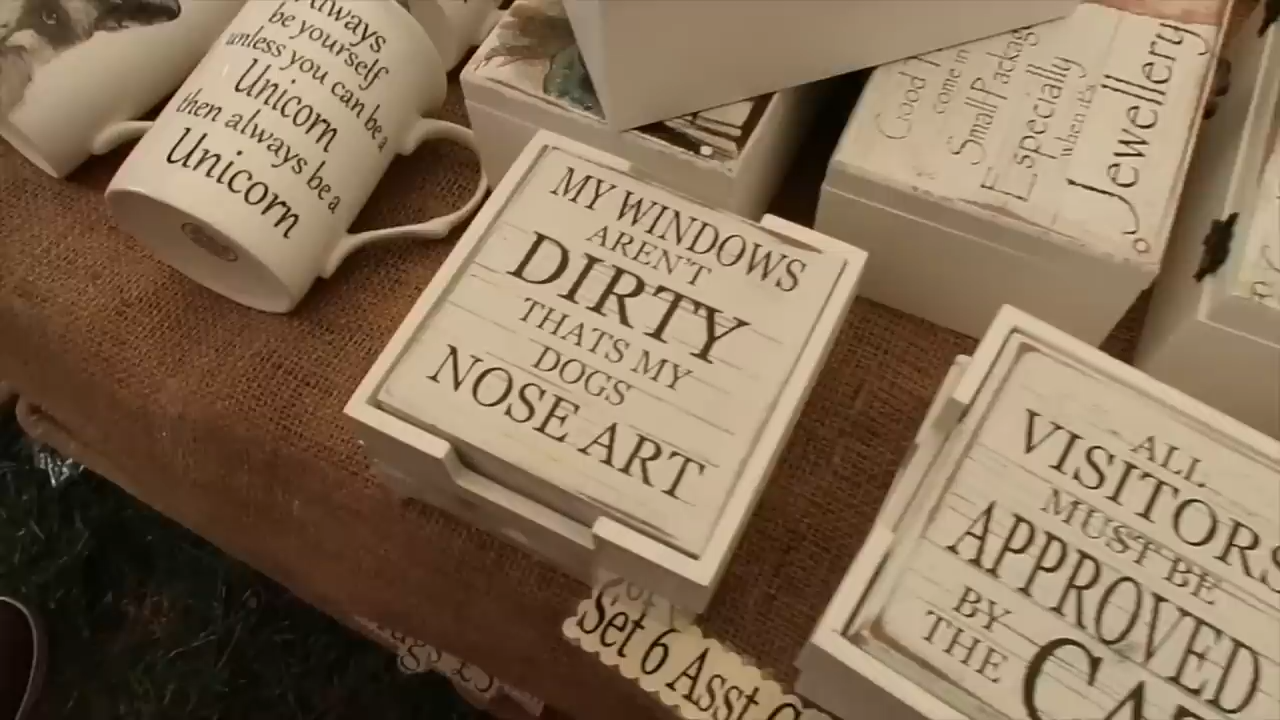 Always
be yourself
unless you can be a
Unicorn
then always be a
Unicorn
MY WINDOWS
AREN'T
DIRTY
THATS MY
DOGS
NOSE ART
Good
come in
Small
Especially
when it's
Jewellery
ALL
VISITORS
MUST BE
APPROVED
BY
THE
Set 6 Asst
£5